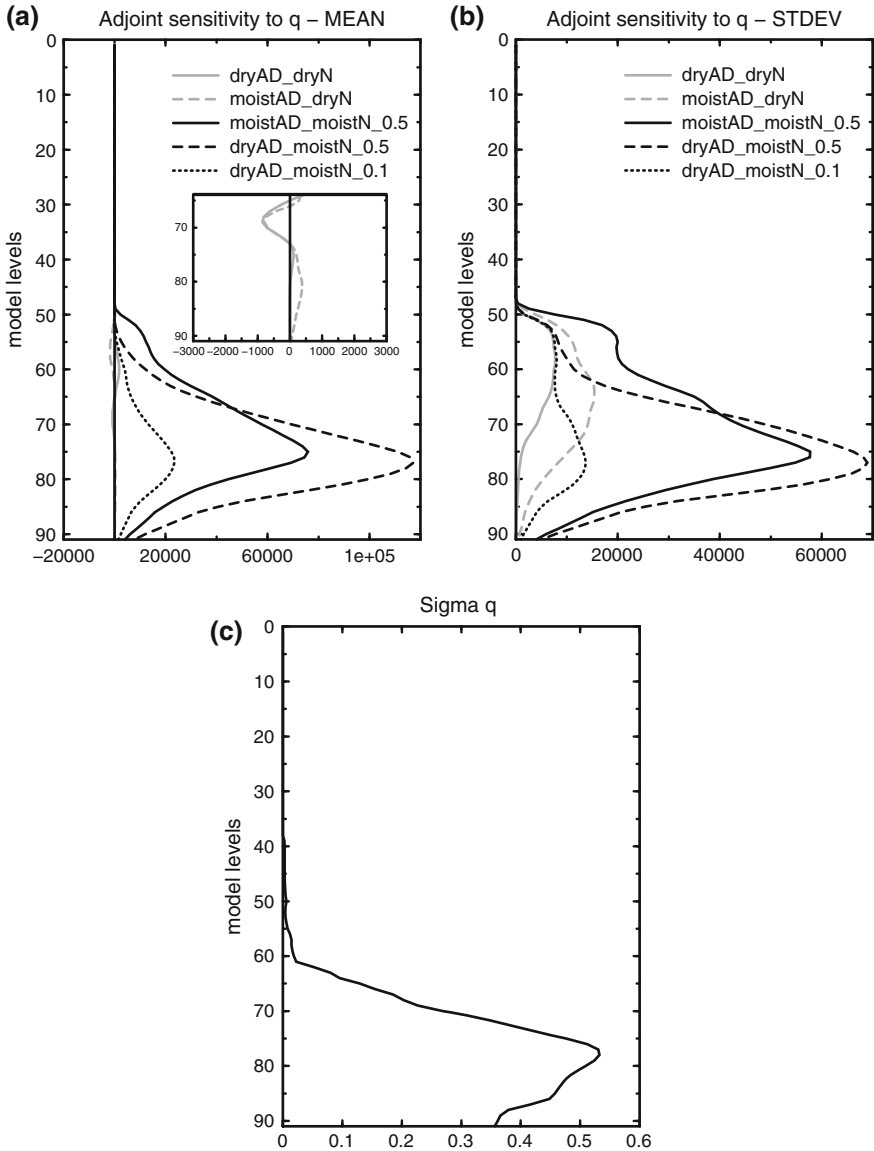 (a)
Adjoint sensitivity to q – MEAN
0
10
20
30
40
50
60
70
80
90
model levels
dryAD_dryN
moistAD_dryN
moistAD_moistN_0.5
dryAD_moistN_0.5
dryAD_moistN_0.1
70
80
90
–3000 –2000 –1000 0 1000 2000 3000
–20000 20000 60000 1e+05
(b)
Adjoint sensitivity to q – STDEV
0
10
20
30
40
50
60
70
80
90
model levels
dryAD_dryN
moistAD_dryN
moistAD_moistN_0.5
dryAD_moistN_0.5
dryAD_moistN_0.1
0 20000 40000 60000
(c)
Sigma q
0
10
20
30
40
50
60
70
80
90
model levels
0 0.1 0.2 0.3 0.4 0.5 0.6